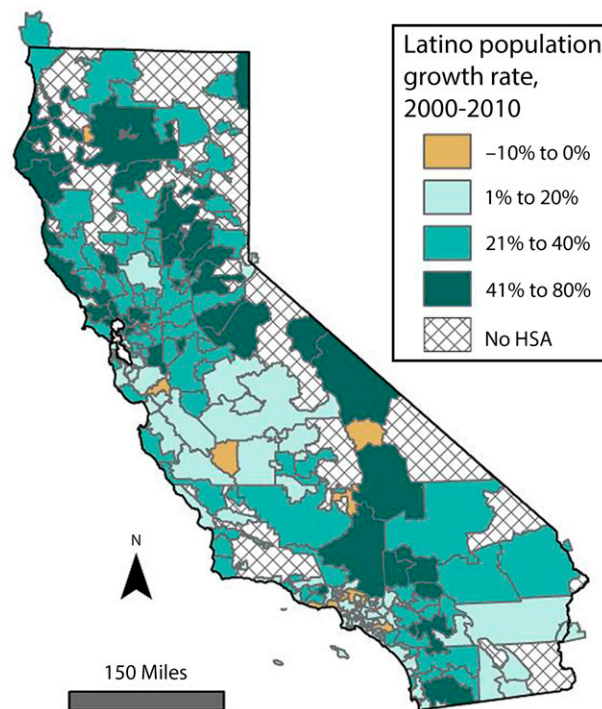 Latino population
growth rate,
2000-2010
–10% to 0%
1% to 20%
21% to 40%
41% to 80%
No HSA
N
150 Miles